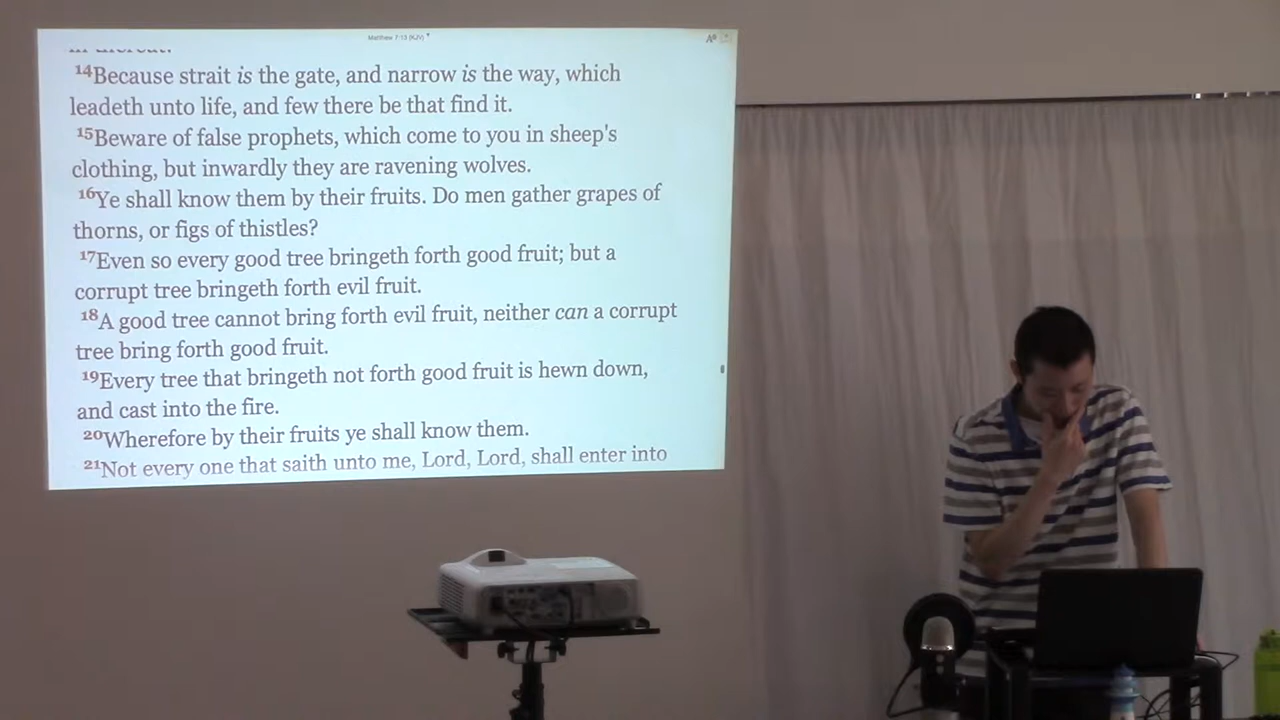 Matthew 7:13 (KJV)
14Because strait is the gate, and narrow is the way, which
leadeth unto life, and few there be that find it.
15Beware of false prophets, which come to you in sheep's
clothing, but inwardly they are ravening wolves.
16Ye shall know them by their fruits. Do men gather grapes of
thorns, or figs of thistles?
17Even so every good tree bringeth forth good fruit; but a
corrupt tree bringeth forth evil fruit.
18A good tree cannot bring forth evil fruit, neither can a corrupt
tree bring forth good fruit.
19Every tree that bringeth not forth good fruit is hewn down,
and cast into the fire.
20Wherefore by their fruits ye shall know them.
21Not every one that saith unto me, Lord, Lord, shall enter into